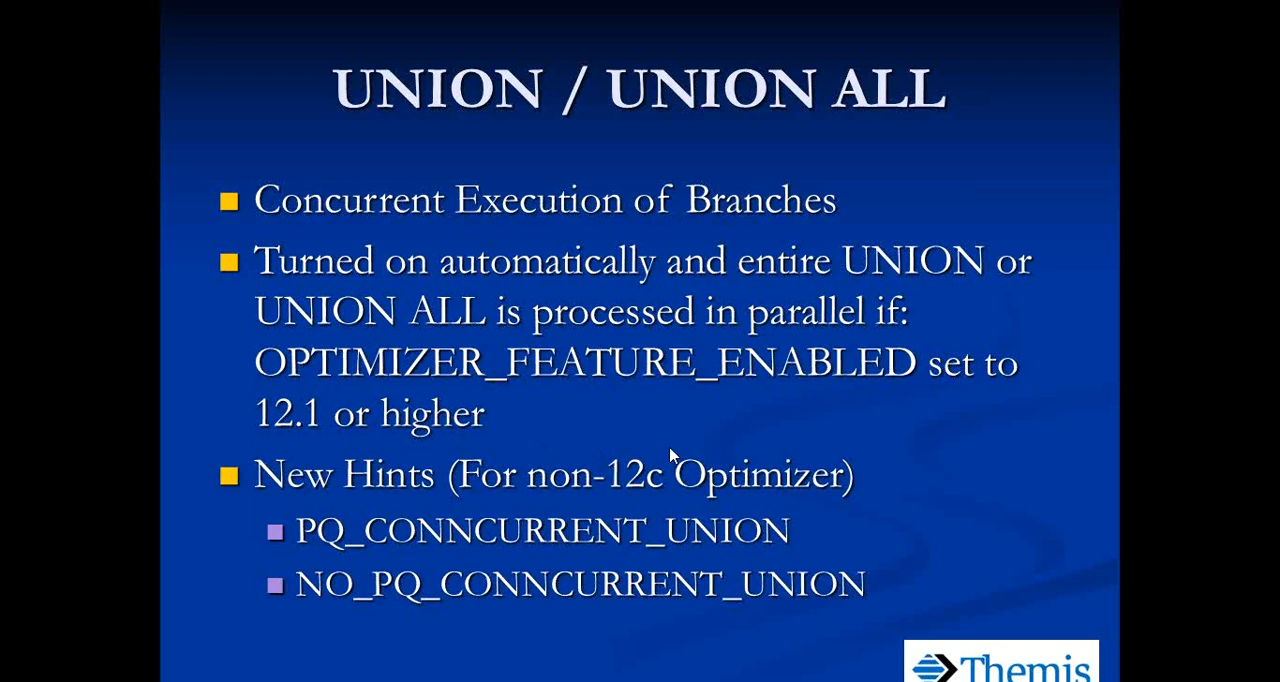 UNION / UNION ALL
Concurrent Execution of Branches
Turned on automatically and entire UNION or
UNION ALL is processed in parallel if:
OPTIMIZER_FEATURE_ENABLED set to
12.1 or higher
New Hints (For non-12c Optimizer)
PQ_CONNCURRENT_UNION
NO_PQ_CONNCURRENT_UNION
Themis